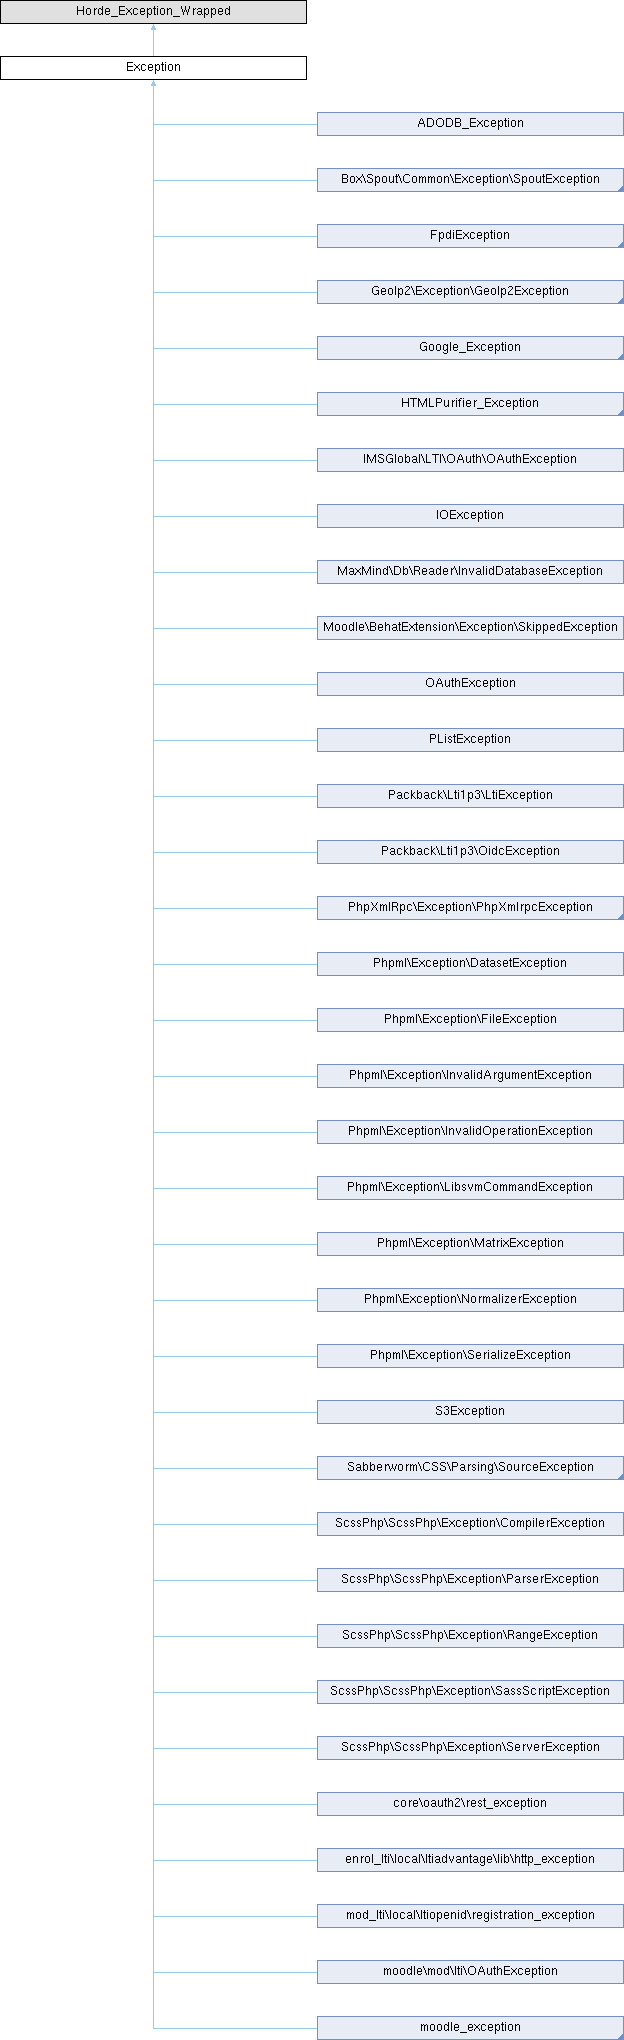 Horde_Exception_Wrapped
Exception
ADODB_Exception
Box\Spout\Common\Exception\SpoutException
FpdiException
GeoIp2\Exception\GeoIp2Exception
Google_Exception
HTMLPurifier_Exception
IMSGlobal\LTI\OAuth\OAuthException
IOException
MaxMind\Db\Reader\InvalidDatabaseException
Moodle\BehatExtension\Exception\SkippedException
OAuthException
PListException
Packback\Lti1p3\LtiException
Packback\Lti1p3\OidcException
PhpXmlRpc\Exception\PhpXmlrpcException
Phpml\Exception\DatasetException
Phpml\Exception\FileException
Phpml\Exception\InvalidArgumentException
Phpml\Exception\InvalidOperationException
Phpml\Exception\LibsvmCommandException
Phpml\Exception\MatrixException
Phpml\Exception\NormalizerException
Phpml\Exception\SerializeException
S3Exception
Sabberworm\CSS\Parsing\SourceException
ScssPhp\ScssPhp\Exception\CompilerException
ScssPhp\ScssPhp\Exception\ParserException
ScssPhp\ScssPhp\Exception\RangeException
ScssPhp\ScssPhp\Exception\SassScriptException
ScssPhp\ScssPhp\Exception\ServerException
core\oauth2\rest_exception
enrol_lti\local\ltiadvantage\lib\http_exception
mod_lti\local\ltiopenid\registration_exception
moodle\mod\lti\OAuthException
moodle_exception